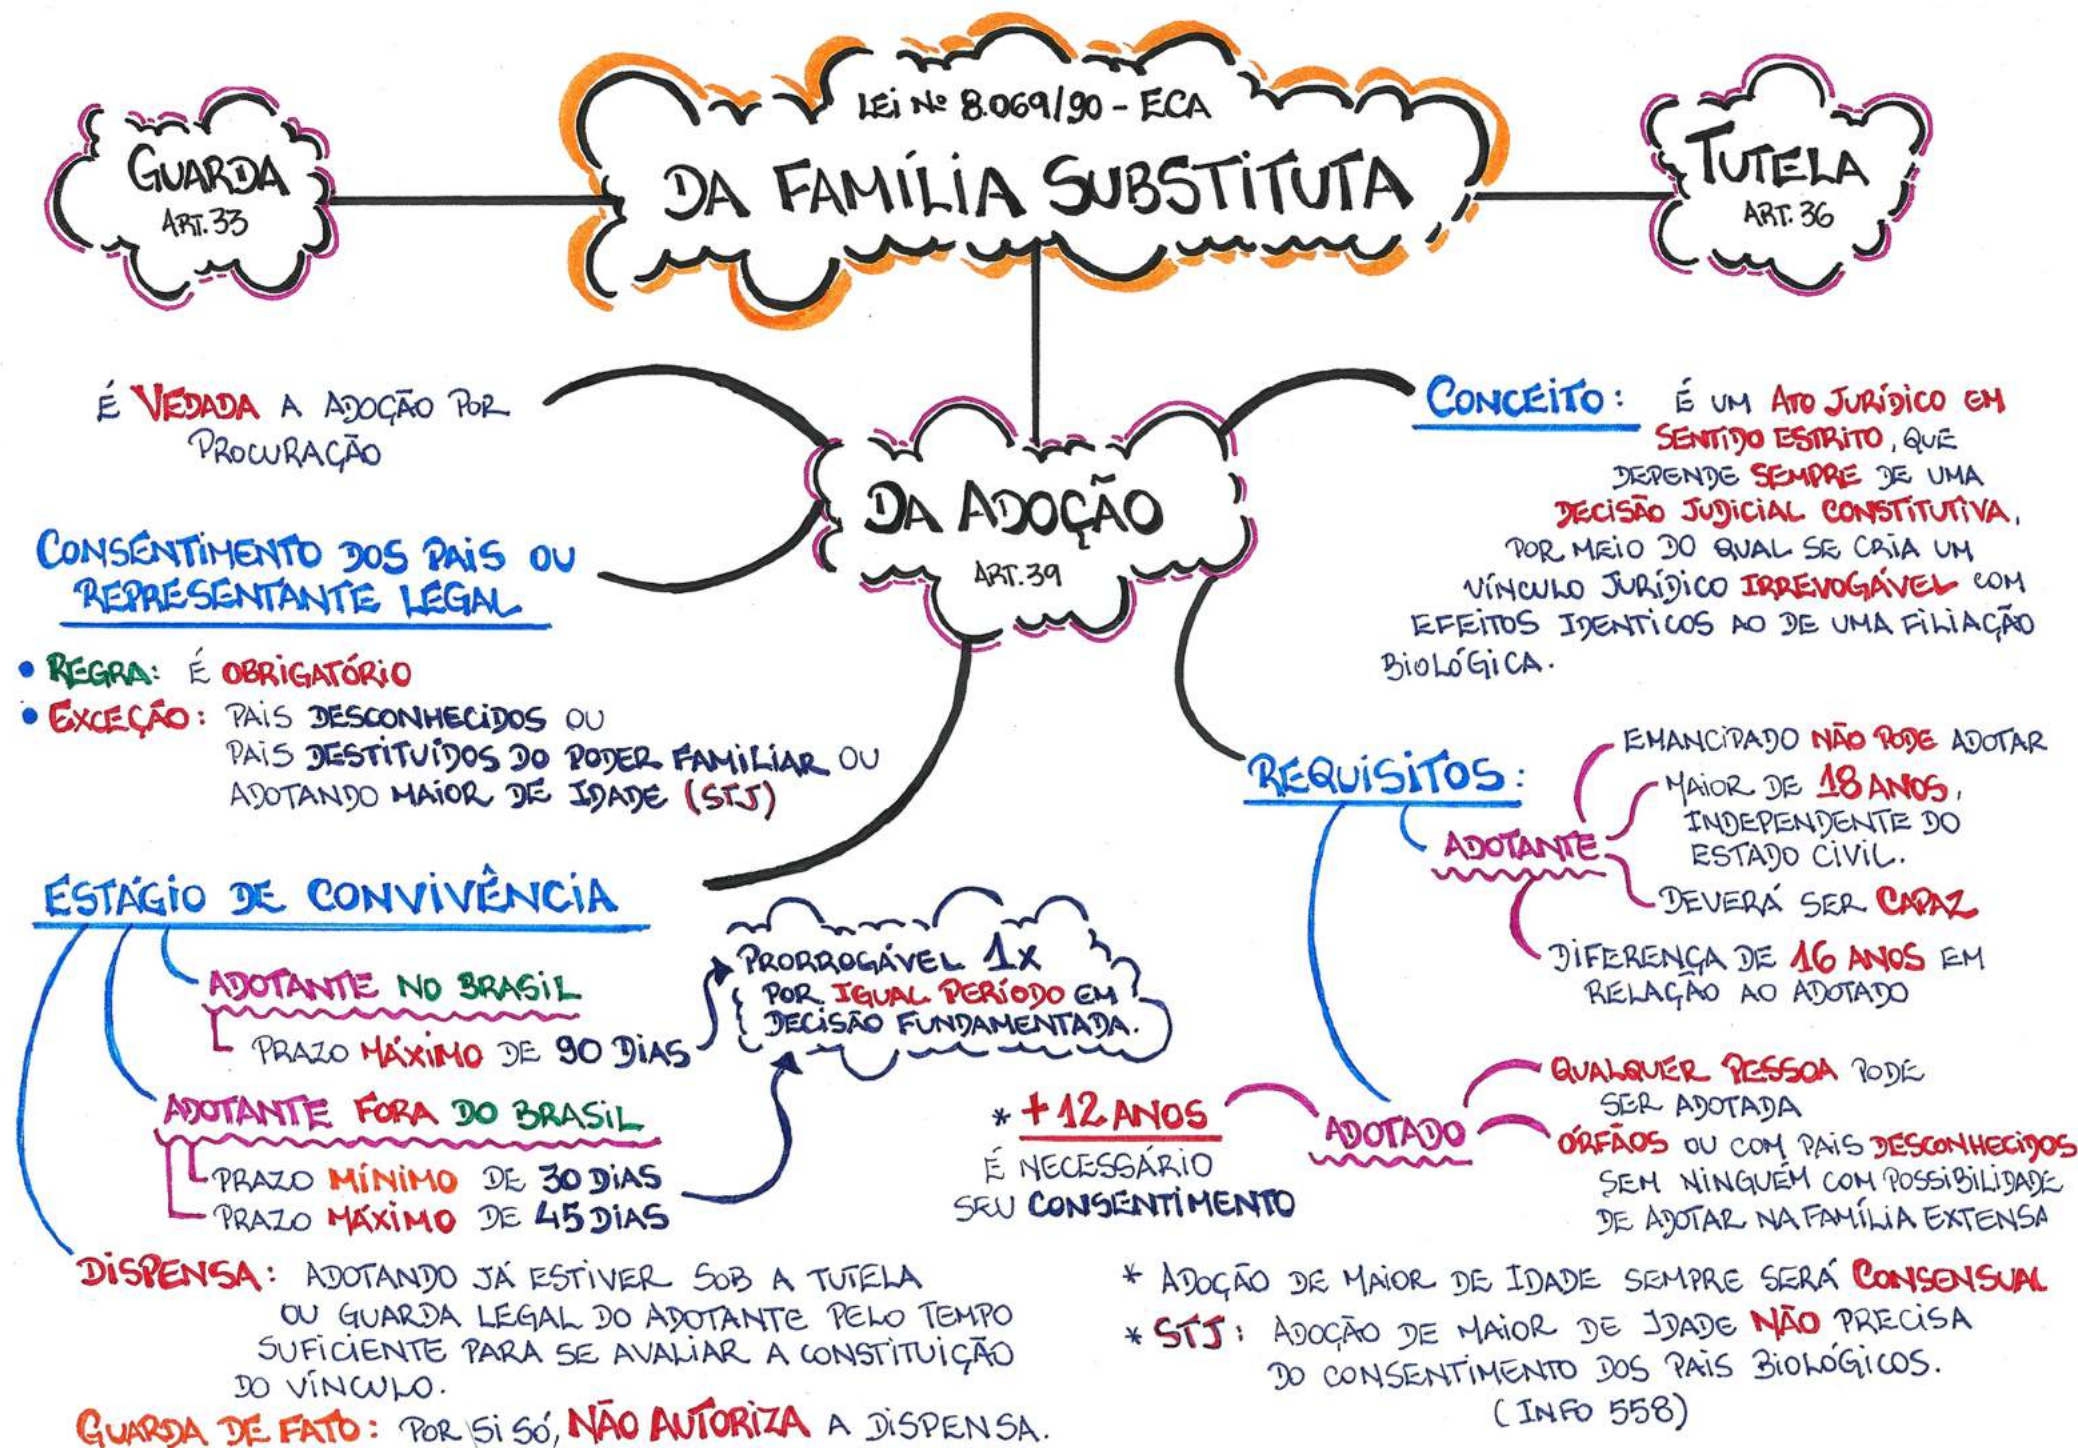 LEI Nº 8.069/90 - ECA
DA FAMÍLIA SUBSTITUTA
GUARDA
ART. 33
TUTELA
ART. 36
DA ADOÇÃO
ART. 39
É VEDADA A ADOÇÃO POR
PROCURAÇÃO
CONSENTIMENTO DOS PAIS OU
REPRESENTANTE LEGAL
• REGRA: É OBRIGATÓRIO
• EXCEÇÃO: PAIS DESCONHECIDOS OU
PAIS DESTITUÍDOS DO PODER FAMILIAR OU
ADOTANDO MAIOR DE IDADE (STJ)
ESTÁGIO DE CONVIVÊNCIA
ADOTANTE NO BRASIL
PRAZO MÁXIMO DE 90 DIAS
PRORROGÁVEL 1X
POR IGUAL PERÍODO EM
DECISÃO FUNDAMENTADA.
ADOTANTE FORA DO BRASIL
PRAZO MÍNIMO DE 30 DIAS
PRAZO MÁXIMO DE 45 DIAS
DISPENSA: ADOTANDO JÁ ESTIVER SOB A TUTELA
OU GUARDA LEGAL DO ADOTANTE PELO TEMPO
SUFICIENTE PARA SE AVALIAR A CONSTITUIÇÃO
DO VÍNCULO.
GUARDA DE FATO: POR SI SÓ, NÃO AUTORIZA A DISPENSA.
CONCEITO: É UM ATO JURÍDICO EM
SENTIDO ESTRITO, QUE
DEPENDE SEMPRE DE UMA
DECISÃO JUDICIAL CONSTITUTIVA,
POR MEIO DO QUAL SE CRIA UM
VÍNCULO JURÍDICO IRREVOGÁVEL COM
EFEITOS IDENTICOS AO DE UMA FILIAÇÃO
BIOLÓGICA.
REQUISITOS:
ADOTANTE
EMANCIPADO NÃO PODE ADOTAR
MAIOR DE 18 ANOS,
INDEPENDENTE DO
ESTADO CIVIL.
DEVERÁ SER CAPAZ
DIFERENÇA DE 16 ANOS EM
RELAÇÃO AO ADOTADO
ADOTADO
QUALQUER PESSOA PODE
SER ADOTADA
ÓRFÃOS OU COM PAIS DESCONHECIDOS
SEM NINGUÉM COM POSSIBILIDADE
DE ADOTAR NA FAMÍLIA EXTENSA
* + 12 ANOS
É NECESSÁRIO
SEU CONSENTIMENTO
* ADOÇÃO DE MAIOR DE IDADE SEMPRE SERÁ CONSENSUAL
* STJ: ADOÇÃO DE MAIOR DE IDADE NÃO PRECISA
DO CONSENTIMENTO DOS PAIS BIOLÓGICOS.
(INFO 558)